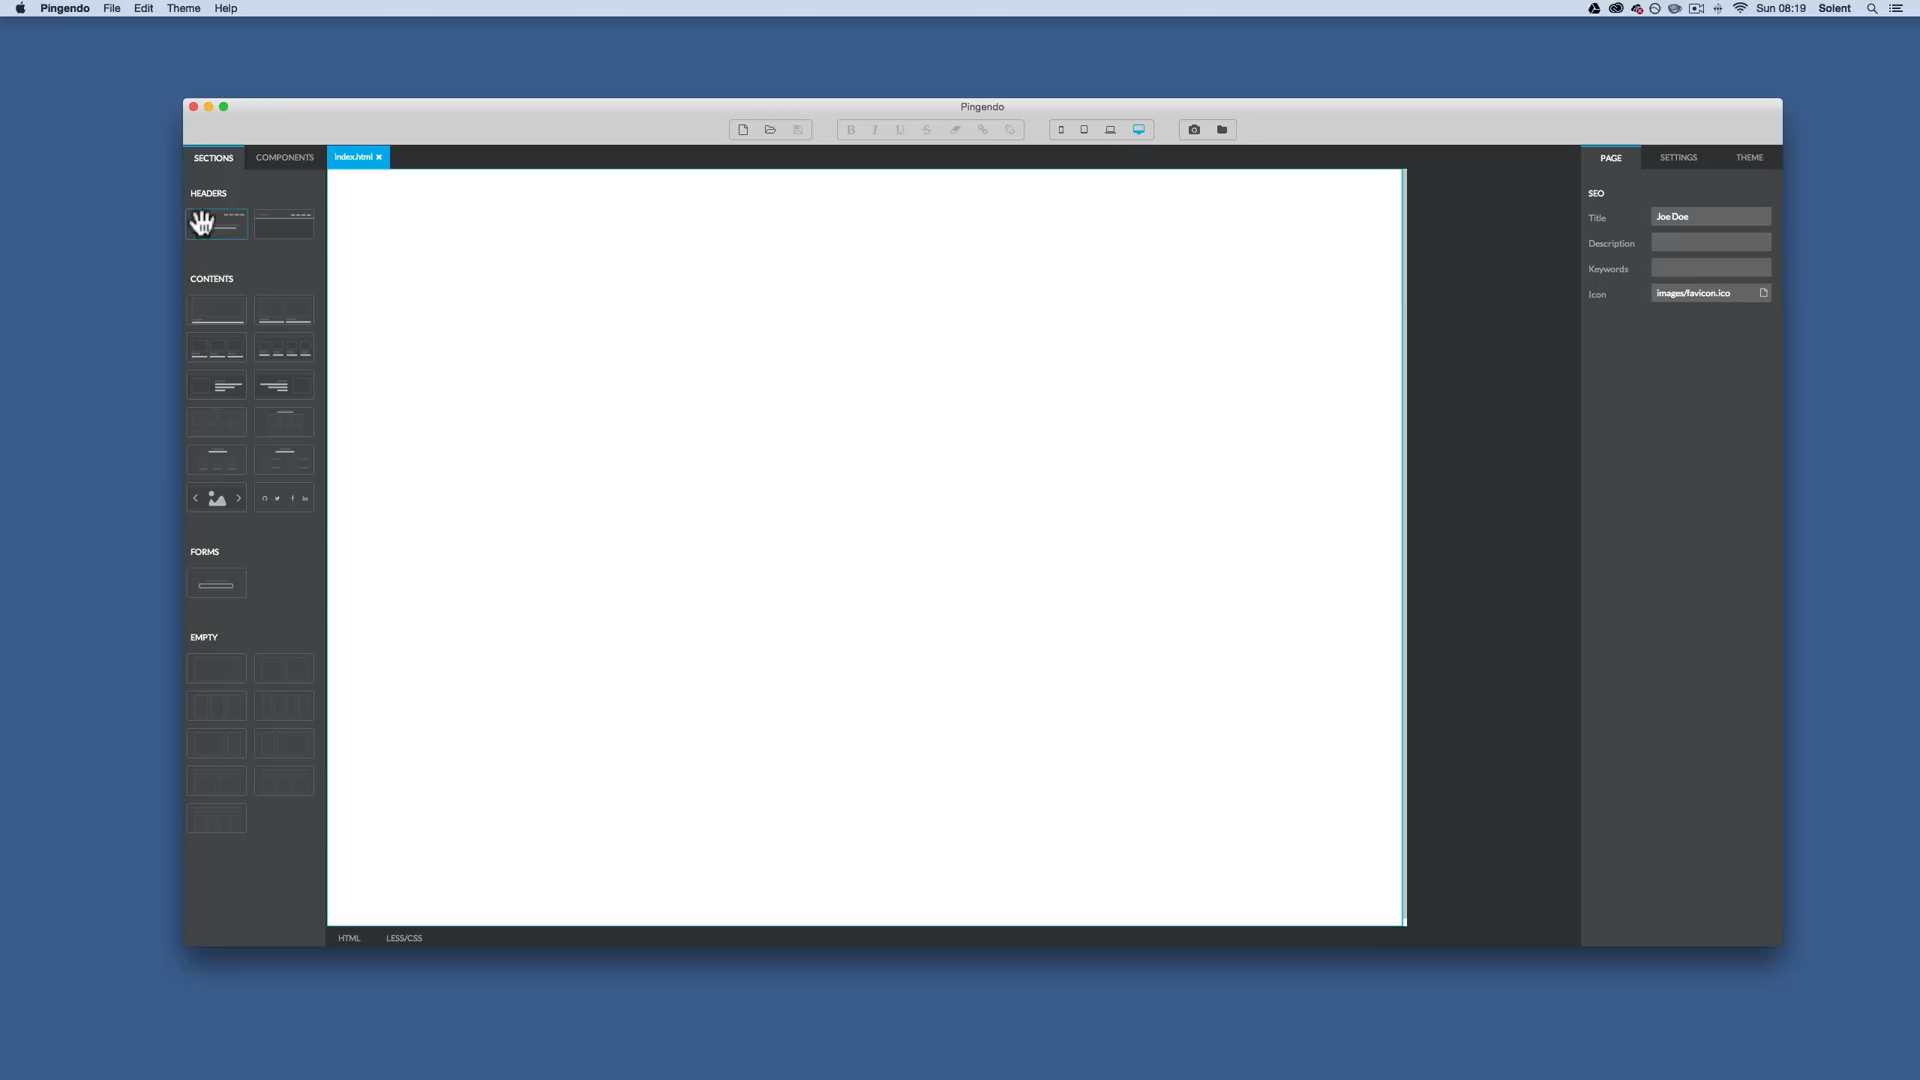 Pingendo File Edit Theme Help
Sun 08:19 Solent
Pingendo
B I U S
SECTIONS COMPONENTS index.html × PAGE SETTINGS THEME
HEADERS
SEO
Title Joe Doe
Description
Keywords
Icon images/favicon.ico
CONTENTS
FORMS
EMPTY
HTML LESS/CSS